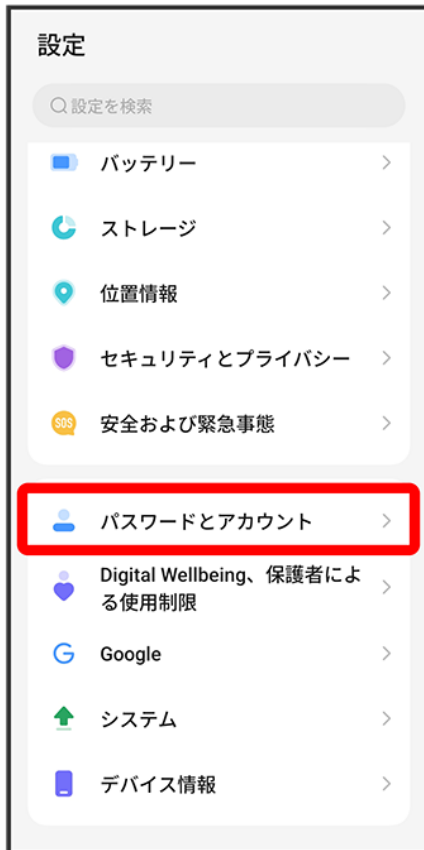 設定
設定を検索
バッテリー
ストレージ
位置情報
セキュリティとプライバシー
SOS
安全および緊急事態
パスワードとアカウント
Digital Wellbeing、保護者によ
る使用制限
Google
システム
デバイス情報